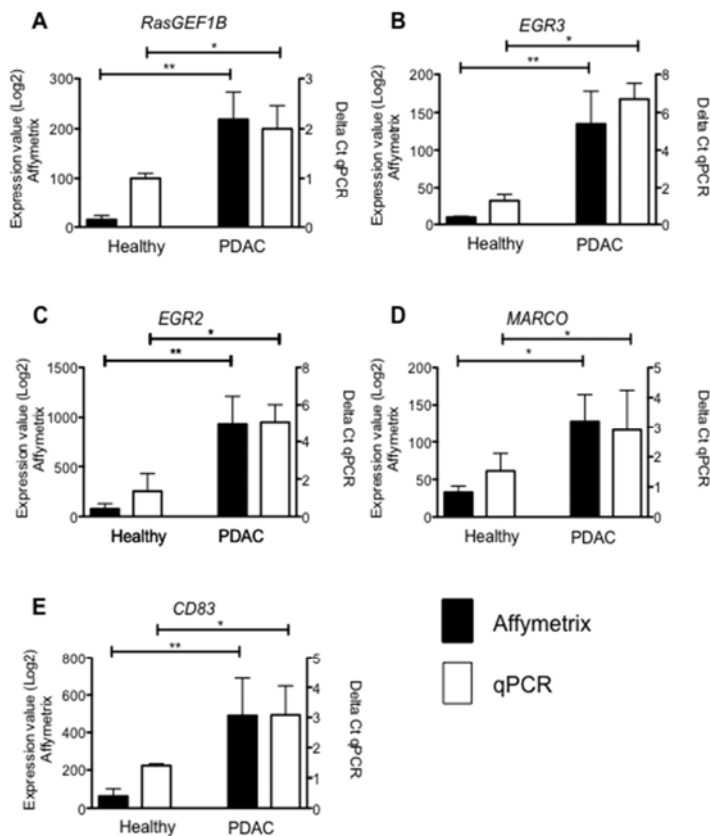 A
RasGEF1B
*
**
300
200
100
0
3
2
1
0
Expression value (Log2)
Affymetrix
Delta Ct qPCR
Healthy
PDAC
B
EGR3
*
**
200
150
100
50
0
8
6
4
2
0
Expression value (Log2)
Affymetrix
Delta Ct qPCR
Healthy
PDAC
C
EGR2
*
**
1500
1000
500
0
8
6
4
2
0
Expression value (Log2)
Affymetrix
Delta Ct qPCR
Healthy
PDAC
D
MARCO
*
*
200
150
100
50
0
5
4
3
2
1
0
Expression value (Log2)
Affymetrix
Delta Ct qPCR
Healthy
PDAC
E
CD83
*
**
800
600
400
200
0
5
4
3
2
1
0
Expression value (Log2)
Affymetrix
Delta Ct qPCR
Healthy
PDAC
Affymetrix
qPCR